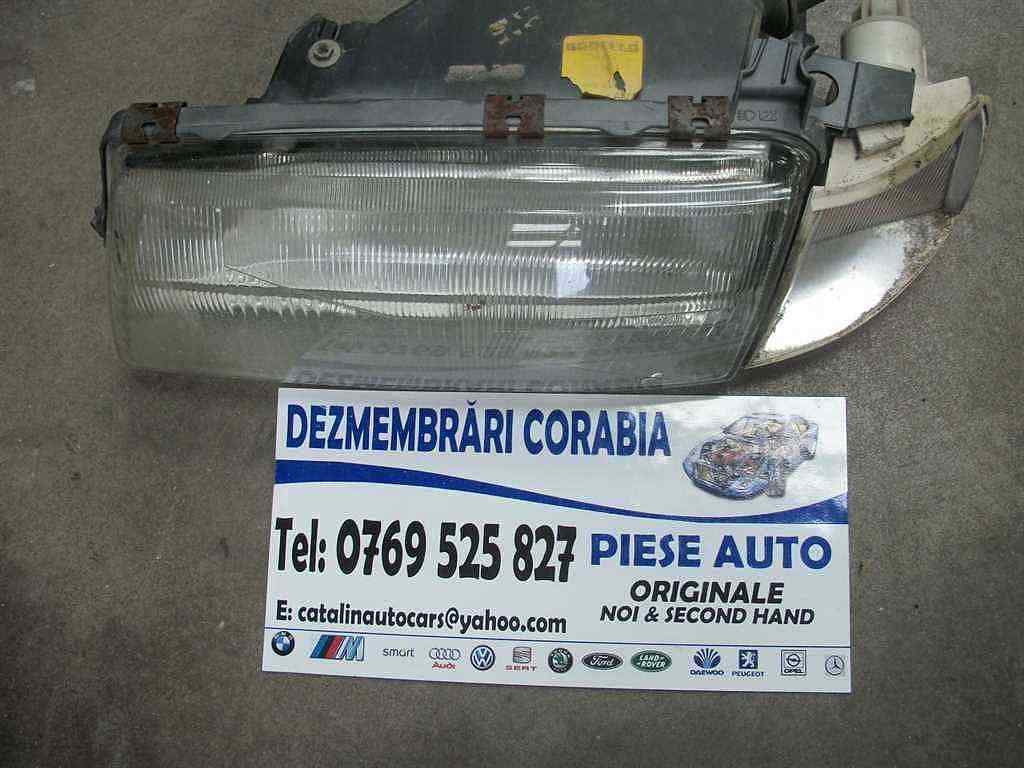 DEZMEMBRĂRI CORABIA
Tel: 0769 525 827
PIESE AUTO
ORIGINALE
NOI & SECOND HAND
E: catalinautocars@yahoo.com
BMW
M
smart
Audi
SEAT
Ford
LAND-ROVER
DAEWOO
PEUGEOT
OPEL